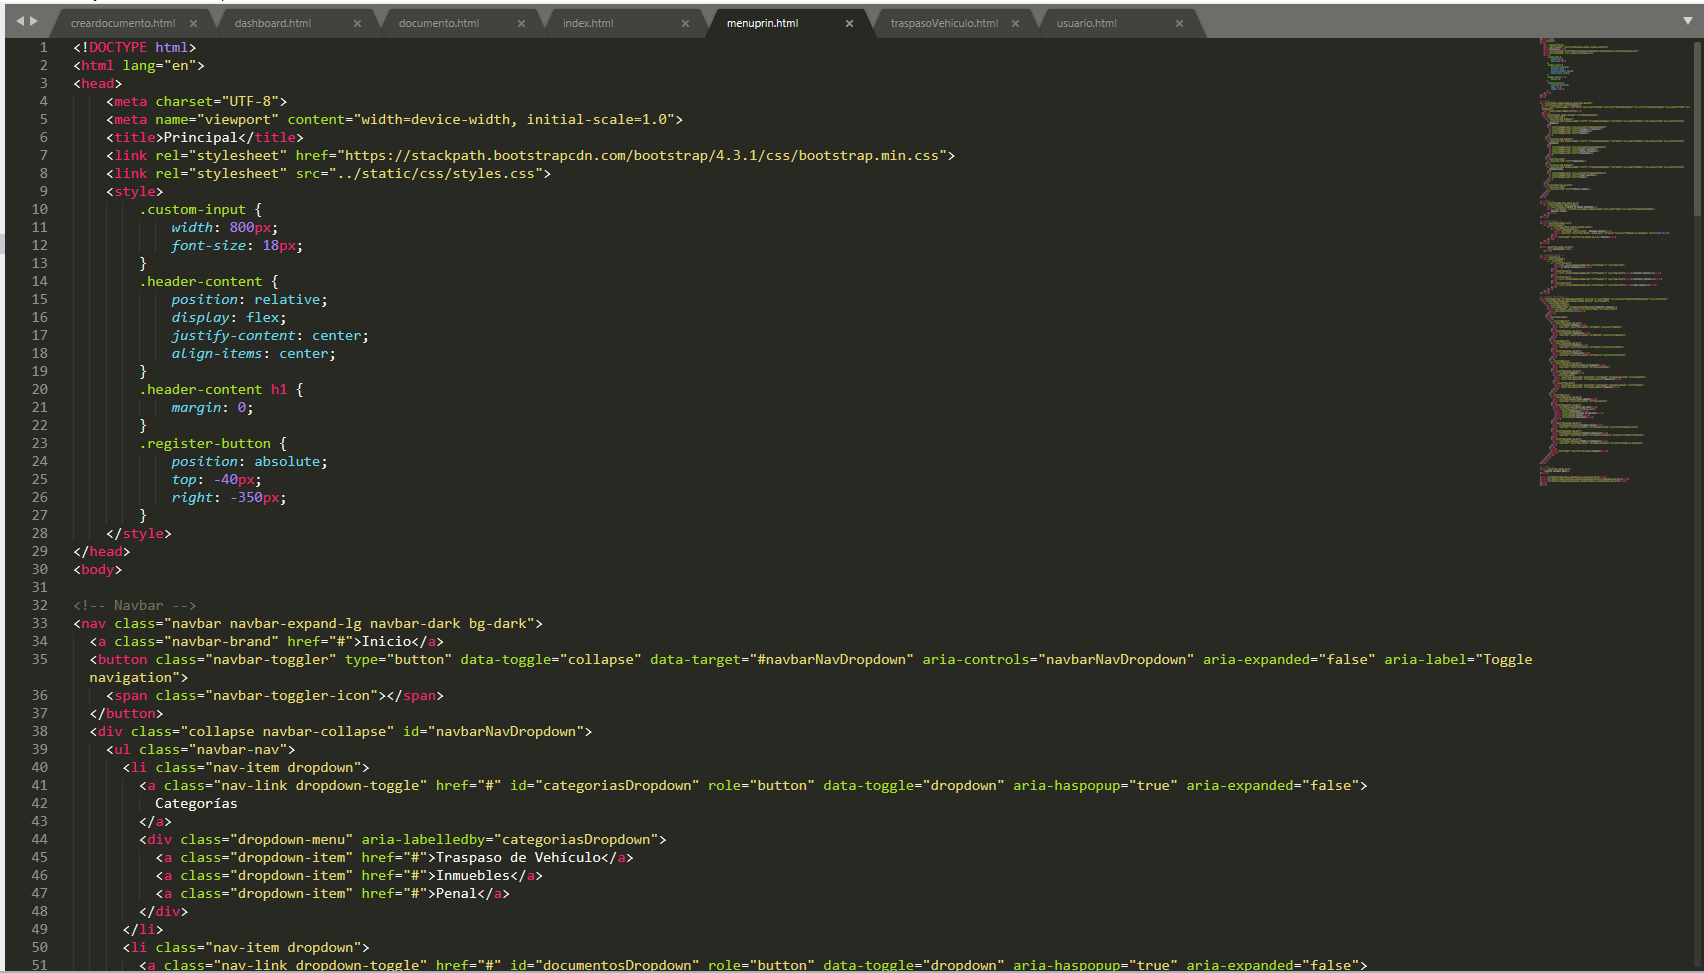 creardocumento.html × dashboard.html × documento.html × index.html × menuprin.html × traspasoVehiculo.html × usuario.html ×
1 <!DOCTYPE html>
2 <html lang="en">
3 <head>
4 <meta charset="UTF-8">
5 <meta name="viewport" content="width=device-width, initial-scale=1.0">
6 <title>Principal</title>
7 <link rel="stylesheet" href="https://stackpath.bootstrapcdn.com/bootstrap/4.3.1/css/bootstrap.min.css">
8 <link rel="stylesheet" src="../static/css/styles.css">
9 <style>
10 .custom-input {
11 width: 800px;
12 font-size: 18px;
13 }
14 .header-content {
15 position: relative;
16 display: flex;
17 justify-content: center;
18 align-items: center;
19 }
20 .header-content h1 {
21 margin: 0;
22 }
23 .register-button {
24 position: absolute;
25 top: -40px;
26 right: -350px;
27 }
28 </style>
29 </head>
30 <body>
31
32 <!-- Navbar -->
33 <nav class="navbar navbar-expand-lg navbar-dark bg-dark">
34 <a class="navbar-brand" href="#">Inicio</a>
35 <button class="navbar-toggler" type="button" data-toggle="collapse" data-target="#navbarNavDropdown" aria-controls="navbarNavDropdown" aria-expanded="false" aria-label="Toggle
navigation">
36 <span class="navbar-toggler-icon"></span>
37 </button>
38 <div class="collapse navbar-collapse" id="navbarNavDropdown">
39 <ul class="navbar-nav">
40 <li class="nav-item dropdown">
41 <a class="nav-link dropdown-toggle" href="#" id="categoriasDropdown" role="button" data-toggle="dropdown" aria-haspopup="true" aria-expanded="false">
42 Categorías
43 </a>
44 <div class="dropdown-menu" aria-labelledby="categoriasDropdown">
45 <a class="dropdown-item" href="#">Traspaso de Vehículo</a>
46 <a class="dropdown-item" href="#">Inmuebles</a>
47 <a class="dropdown-item" href="#">Penal</a>
48 </div>
49 </li>
50 <li class="nav-item dropdown">
51 <a class="nav-link dropdown-toggle" href="#" id="documentosDropdown" role="button" data-toggle="dropdown" aria-haspopup="true" aria-expanded="false">